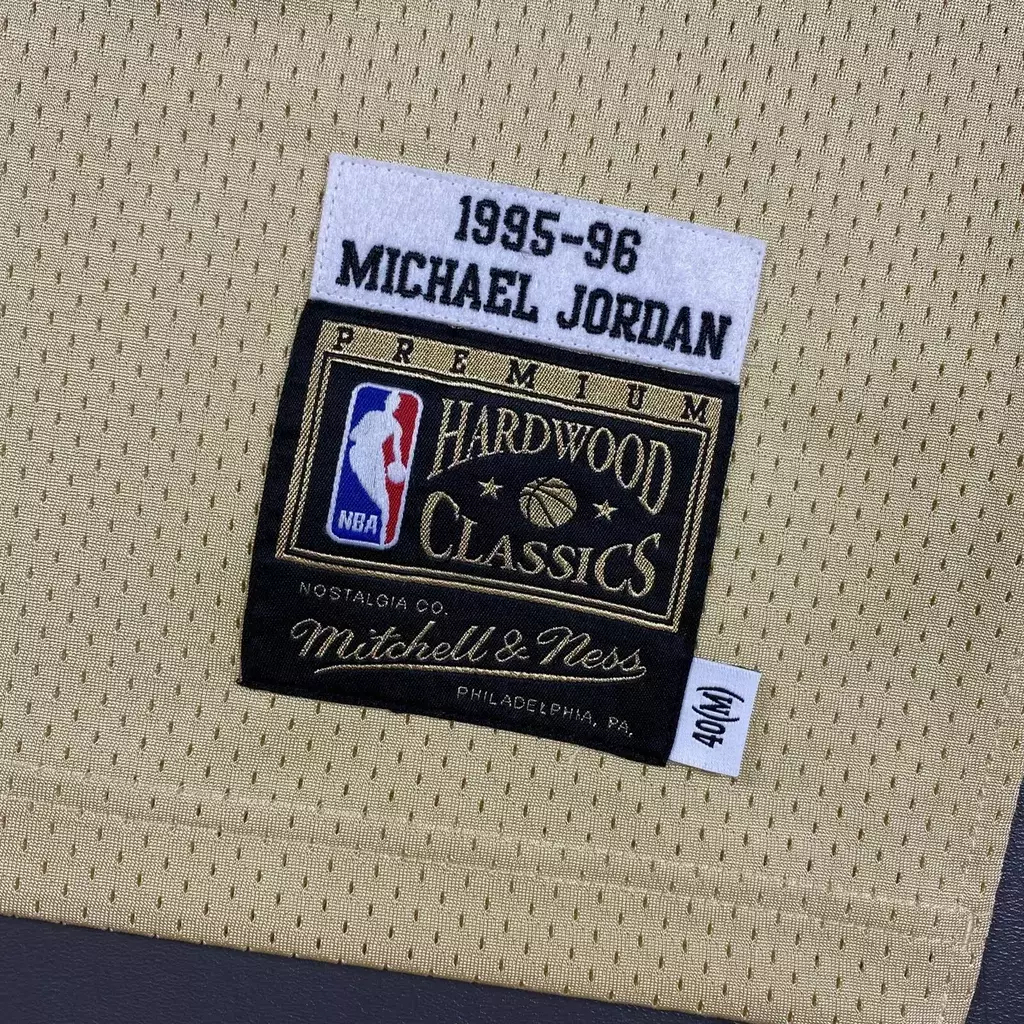 1995-96
MICHAEL JORDAN
PREMIUM
HARDWOOD
CLASSICS
NBA
NOSTALGIA CO.
Mitchell & Ness
PHILADELPHIA, PA.
40(M)